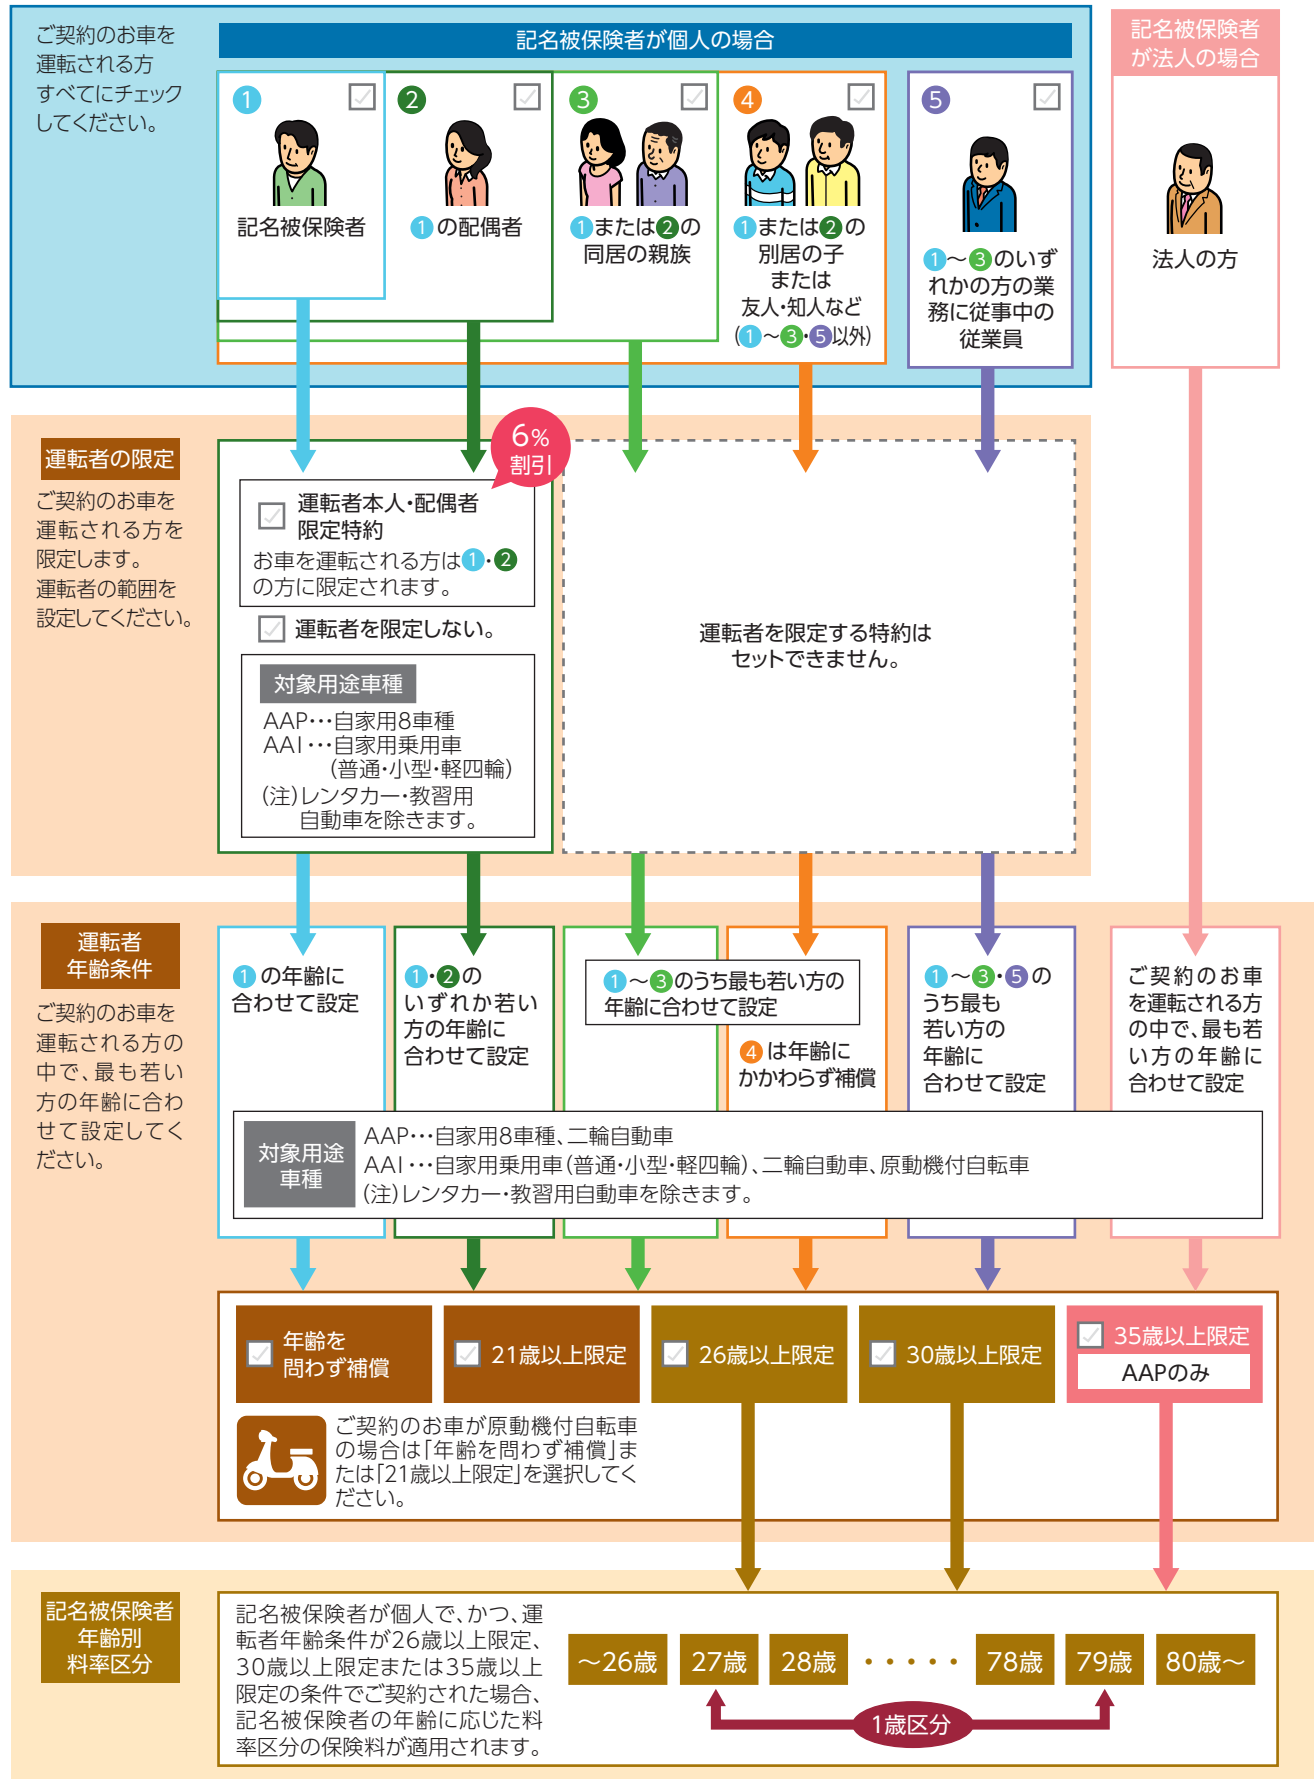 ご契約のお車を
運転される方
すべてにチェック
してください。
記名被保険者が個人の場合
記名被保険者
が法人の場合
1
記名被保険者
2
1の配偶者
3
1または2の
同居の親族
4
1または2の
別居の子
または
友人・知人など
(1～3・5以外)
5
1～3のいず
れかの方の業
務に従事中の
従業員
法人の方
運転者の限定
ご契約のお車を
運転される方を
限定します。
運転者の範囲を
設定してください。
6%
割引
運転者本人・配偶者
限定特約
お車を運転される方は1・2
の方に限定されます。
運転者を限定しない。
対象用途車種
AAP…自家用8車種
AAI…自家用乗用車
(普通・小型・軽四輪)
(注)レンタカー・教習用
自動車を除きます。
運転者を限定する特約は
セットできません。
運転者
年齢条件
ご契約のお車を
運転される方の
中で、最も若い
方の年齢に合わ
せて設定してく
ださい。
1の年齢に
合わせて設定
1・2の
いずれか若い
方の年齢に
合わせて設定
1～3のうち最も若い方の
年齢に合わせて設定
4は年齢に
かかわらず補償
1～3・5の
うち最も
若い方の
年齢に
合わせて設定
ご契約のお車
を運転される方
の中で、最も若
い方の年齢に
合わせて設定
対象用途
車種
AAP…自家用8車種、二輪自動車
AAI…自家用乗用車(普通・小型・軽四輪)、二輪自動車、原動機付自転車
(注)レンタカー・教習用自動車を除きます。
年齢を
問わず補償
21歳以上限定
26歳以上限定
30歳以上限定
35歳以上限定
AAPのみ
ご契約のお車が原動機付自転車
の場合は「年齢を問わず補償」ま
たは「21歳以上限定」を選択してく
ださい。
記名被保険者
年齢別
料率区分
記名被保険者が個人で、かつ、運
転者年齢条件が26歳以上限定、
30歳以上限定または35歳以上
限定の条件でご契約された場合、
記名被保険者の年齢に応じた料
率区分の保険料が適用されます。
～26歳 27歳 28歳 ・・・・・ 78歳 79歳 80歳～
1歳区分